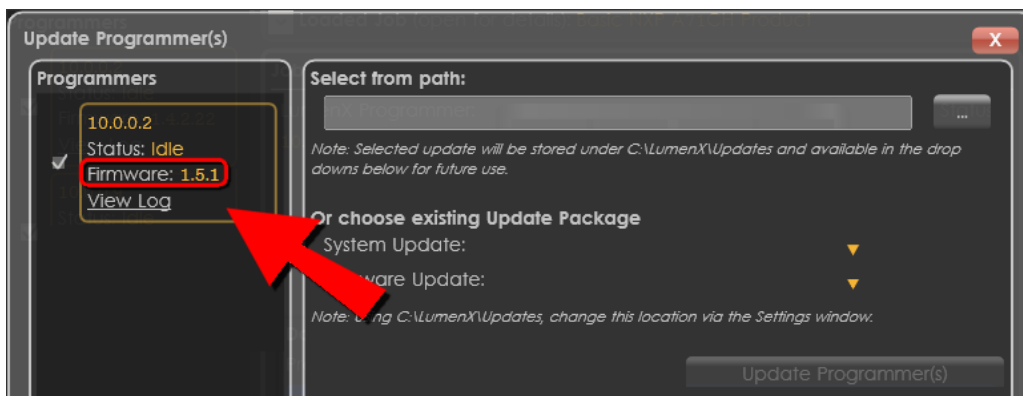 Update Programmer(s)
X
Programmers
10.0.0.2
Status: Idle
Firmware: 1.5.1
View Log
Select from path:
...
Note: Selected update will be stored under C:\LumenX\Updates and available in the drop
downs below for future use.
Or choose existing Update Package
System Update:
ware Update:
Note: Using C:\LumenX\Updates, change this location via the Settings window.
Update Programmer(s)